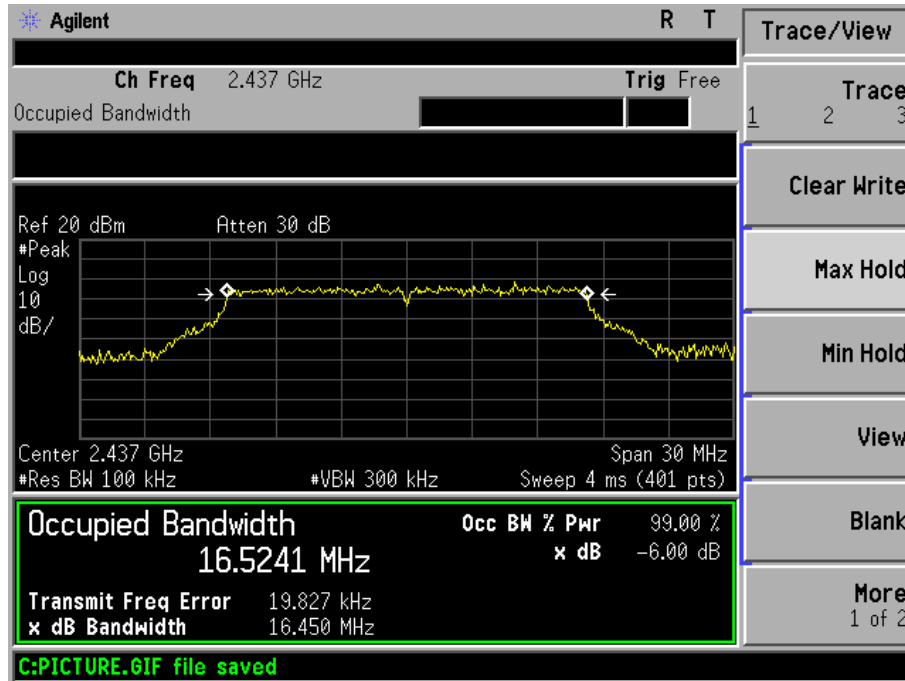 Agilent R T
Ch Freq 2.437 GHz Trig Free
Occupied Bandwidth
Ref 20 dBm Atten 30 dB
#Peak
Log
10
dB/
Center 2.437 GHz Span 30 MHz
#Res BW 100 kHz #VBW 300 kHz Sweep 4 ms (401 pts)
Occupied Bandwidth Occ BW % Pwr 99.00 %
16.5241 MHz x dB -6.00 dB
Transmit Freq Error 19.827 kHz
x dB Bandwidth 16.450 MHz
C:PICTURE.GIF file saved
Trace/View
Trace
1 2 3
Clear Write
Max Hold
Min Hold
View
Blank
More
1 of 2